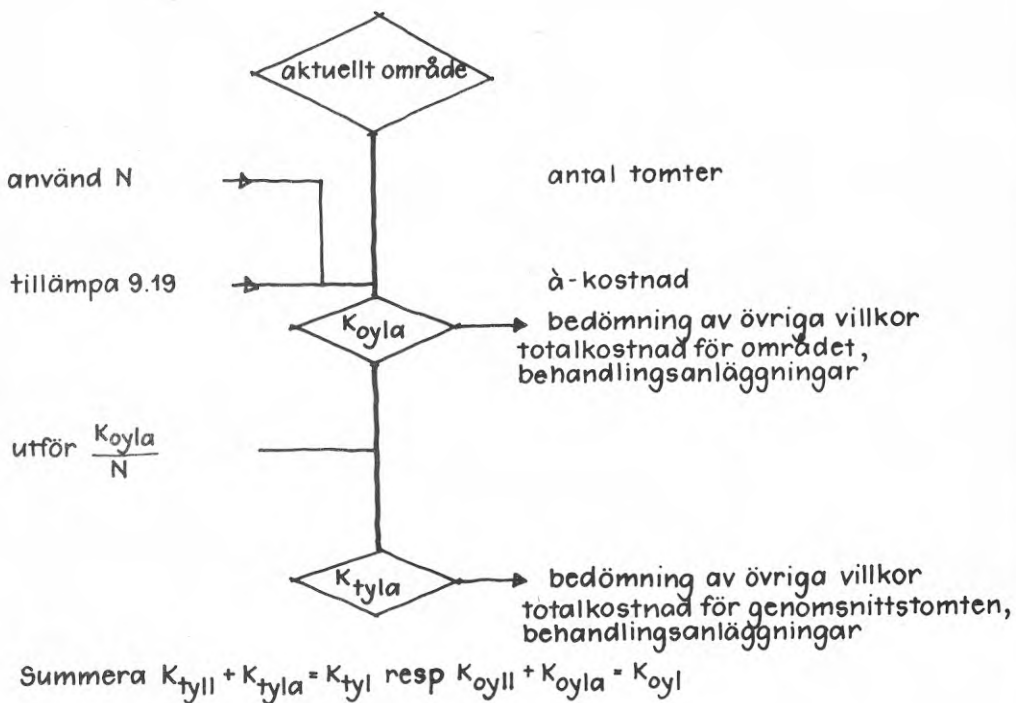 aktuellt område
använd N
antal tomter
tillämpa 9.19
à-kostnad
Koyla
bedömning av övriga villkor
totalkostnad för området,
behandlingsanläggningar
utför Koyla
N
Ktyla
bedömning av övriga villkor
totalkostnad för genomsnittstomten,
behandlingsanläggningar
Summera Ktyll + Ktyla = Ktyl resp Koyll + Koyla = Koyl